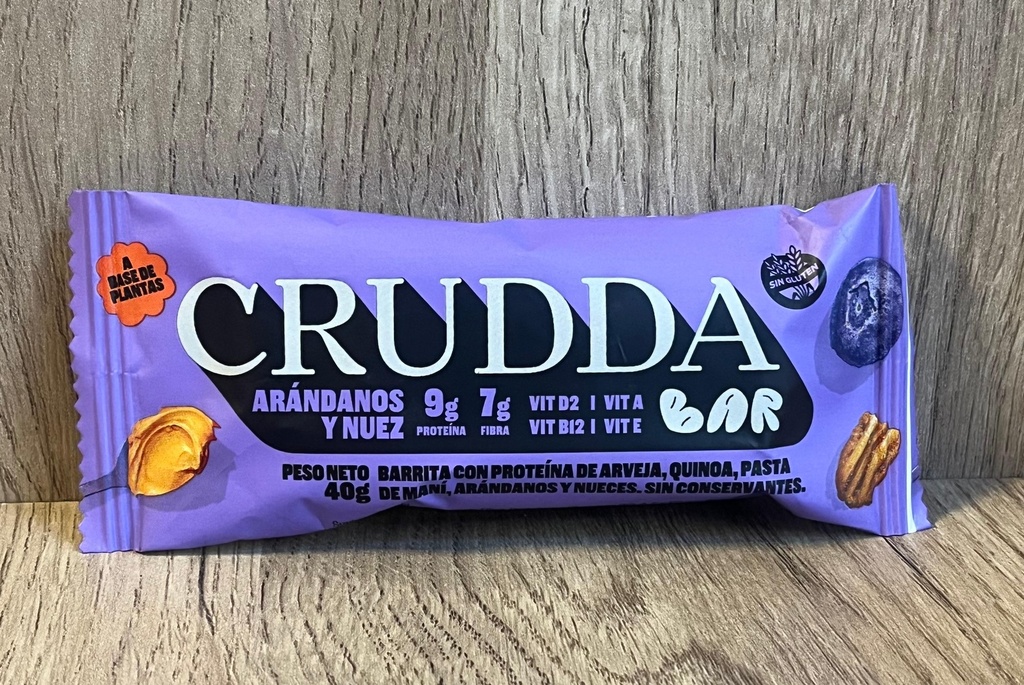 A
BASE DE
PLANTAS
CRUDDA
SIN GLUTEN
ARÁNDANOS
Y NUEZ
9g
PROTEÍNA
7g
FIBRA
VIT D2 | VIT A
VIT B12 | VIT E
BAR
PESO NETO
40g
BARRITA CON PROTEÍNA DE ARVEJA, QUINOA, PASTA
DE MANÍ, ARÁNDANOS Y NUECES. SIN CONSERVANTES.